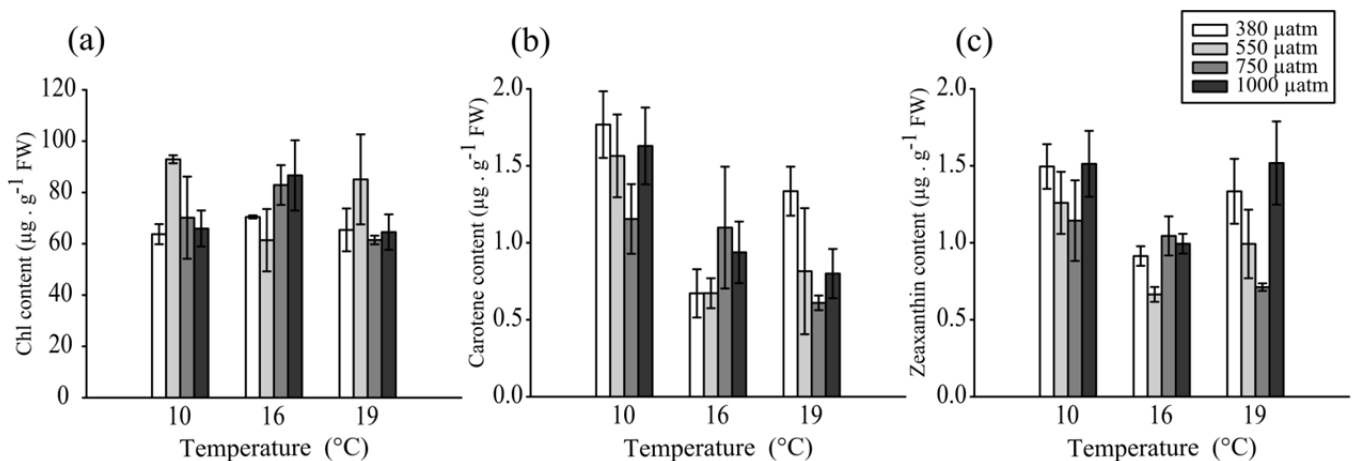 (a)
Chl content (µg . g⁻¹ FW)
120
100
80
60
40
20
0
10 16 19
Temperature (°C)
(b)
Carotene content (µg . g⁻¹ FW)
2.0
1.5
1.0
0.5
0.0
10 16 19
Temperature (°C)
(c)
380 µatm
550 µatm
750 µatm
1000 µatm
Zeaxanthin content (µg . g⁻¹ FW)
2.0
1.5
1.0
0.5
0.0
10 16 19
Temperature (°C)